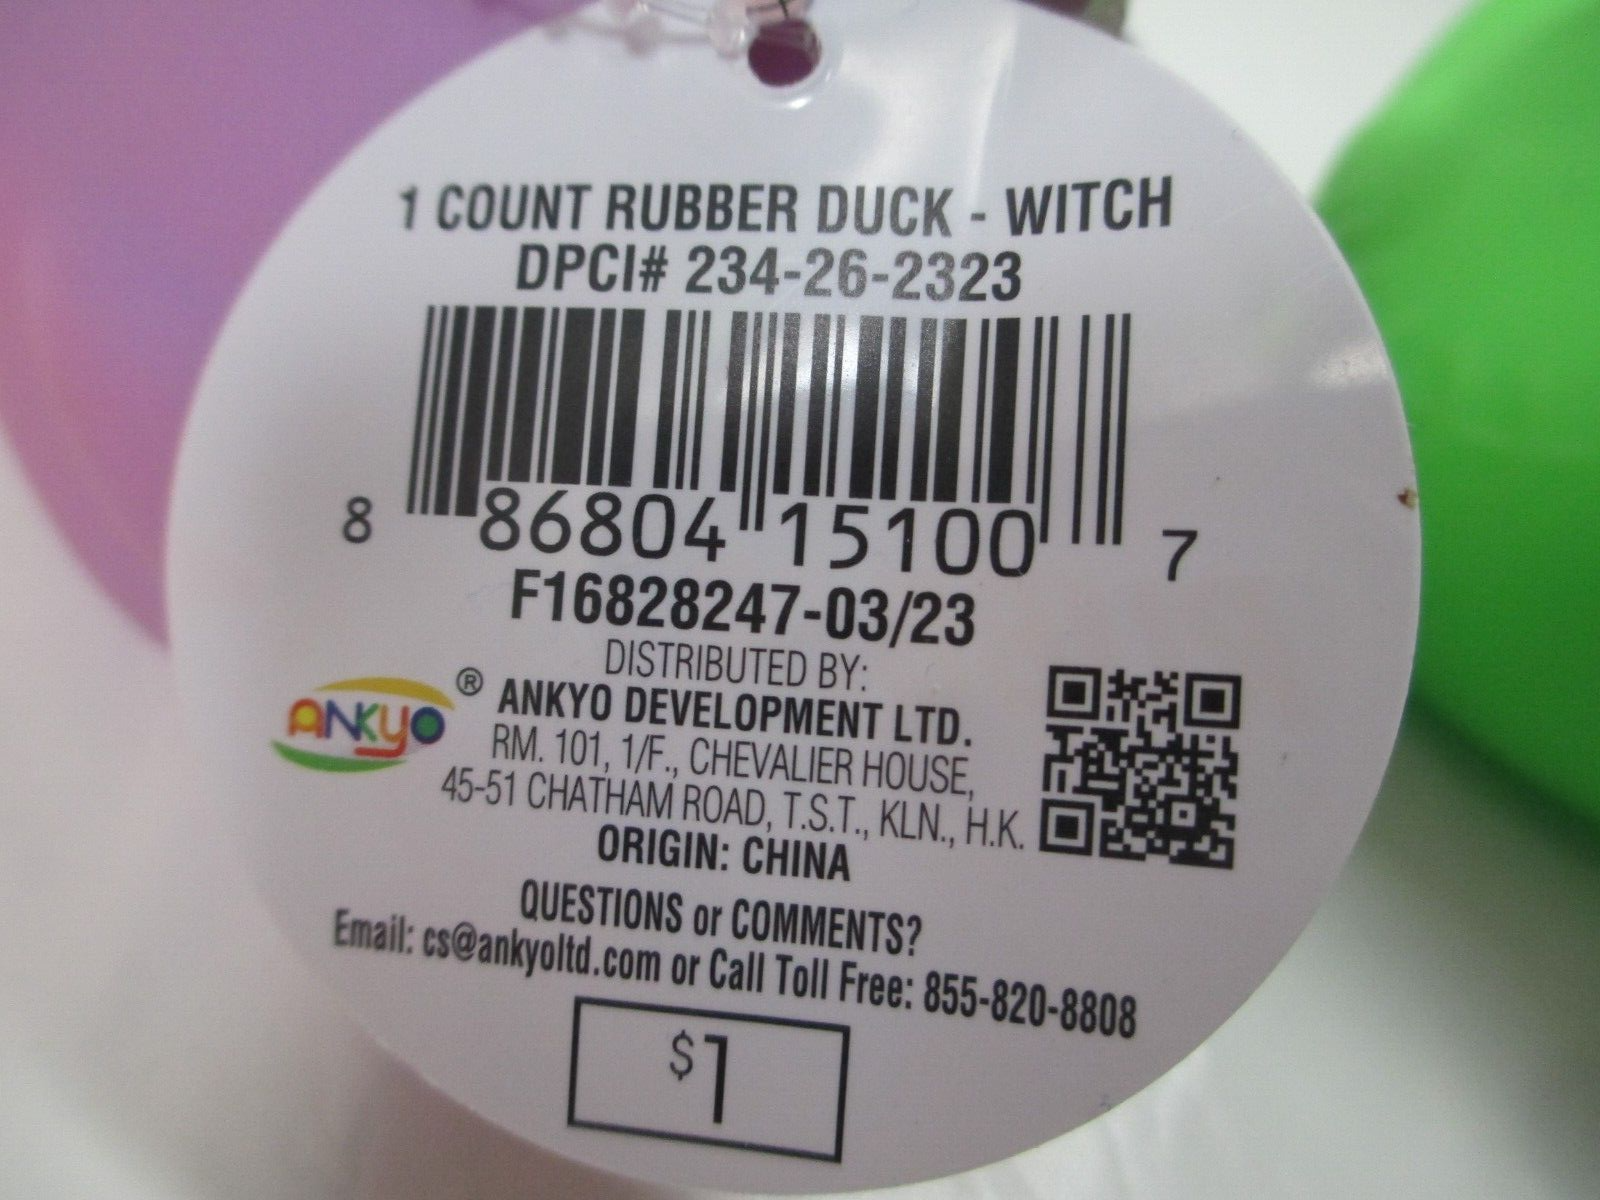 1 COUNT RUBBER DUCK - WITCH
DPCI# 234-26-2323
8 86804 15100 7
F16828247-03/23
DISTRIBUTED BY:
ANKYO ® ANKYO DEVELOPMENT LTD.
RM. 101, 1/F., CHEVALIER HOUSE,
45-51 CHATHAM ROAD, T.S.T., KLN., H.K.
ORIGIN: CHINA
QUESTIONS or COMMENTS?
Email: cs@ankyoltd.com or Call Toll Free: 855-820-8808
$1